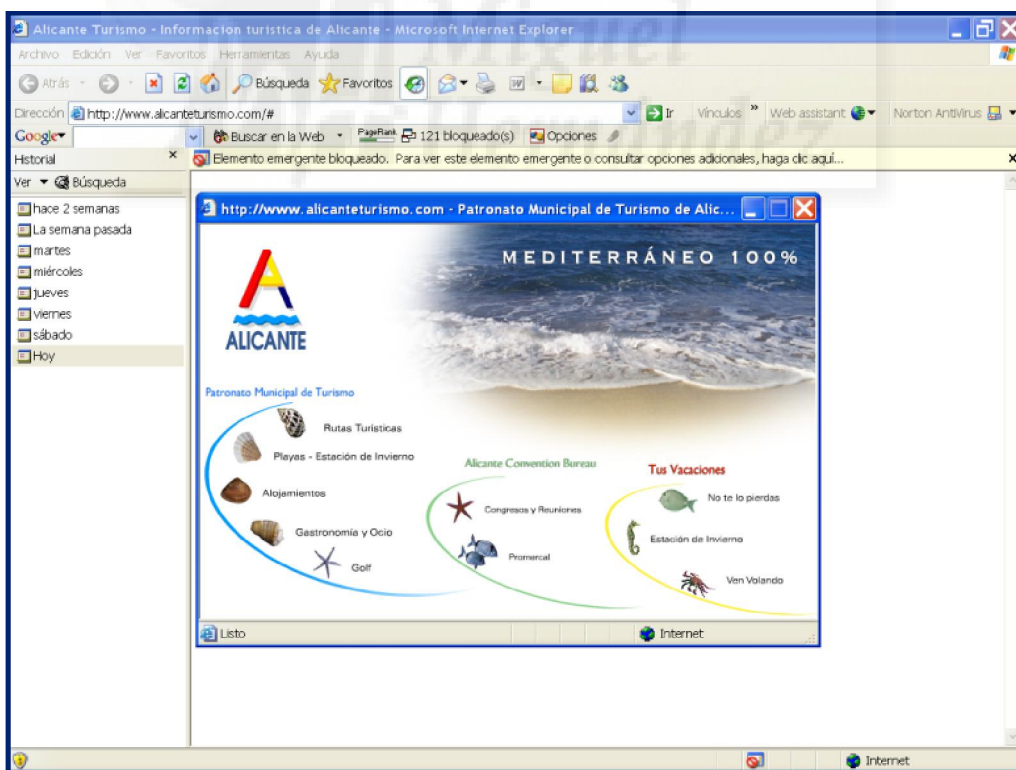 Miguel
Hernández
Alicante Turismo - Informacion turistica de Alicante - Microsoft Internet Explorer
Archivo Edición Ver Favoritos Herramientas Ayuda
Atrás Búsqueda Favoritos
Dirección http://www.alicanteturismo.com/# Ir Vínculos » Web assistant Norton AntiVirus
Google Buscar en la Web PageRank 121 bloqueado(s) Opciones
Historial
Elemento emergente bloqueado. Para ver este elemento emergente o consultar opciones adicionales, haga clic aquí...
Ver Búsqueda
hace 2 semanas
La semana pasada
martes
miércoles
jueves
viernes
sábado
Hoy
http://www.alicanteturismo.com - Patronato Municipal de Turismo de Alic...
MEDITERRÁNEO 100%
A
ALICANTE
Patronato Municipal de Turismo
Rutas Turísticas
Playas - Estación de Invierno
Alojamientos
Gastronomía y Ocio
Golf
Alicante Convention Bureau
Congresos y Reuniones
Promercal
Tus Vacaciones
No te lo pierdas
Estación de Invierno
Ven Volando
Listo Internet
Internet